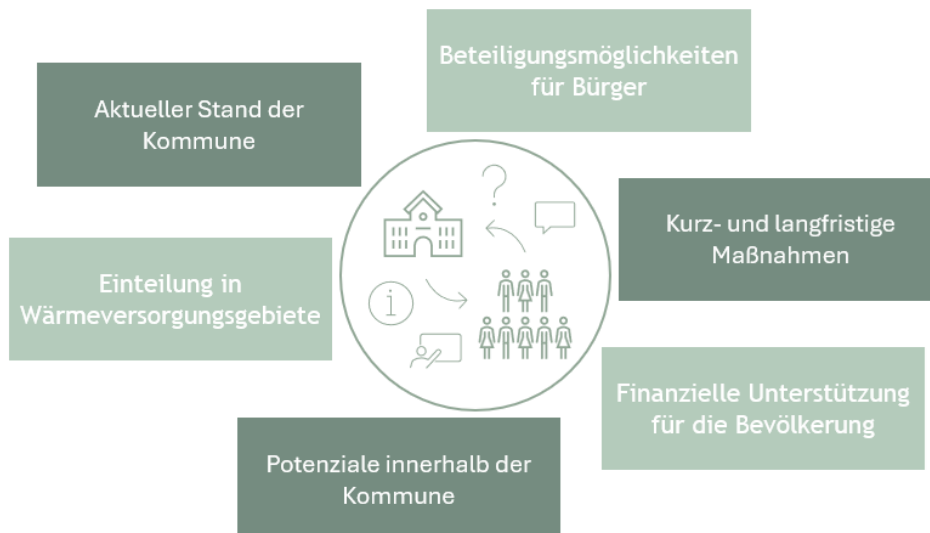 Beteiligungsmöglichkeiten
für Bürger
Aktueller Stand der
Kommune
Kurz- und langfristige
Maßnahmen
Einteilung in
Wärmeversorgungsgebiete
Finanzielle Unterstützung
für die Bevölkerung
Potenziale innerhalb der
Kommune